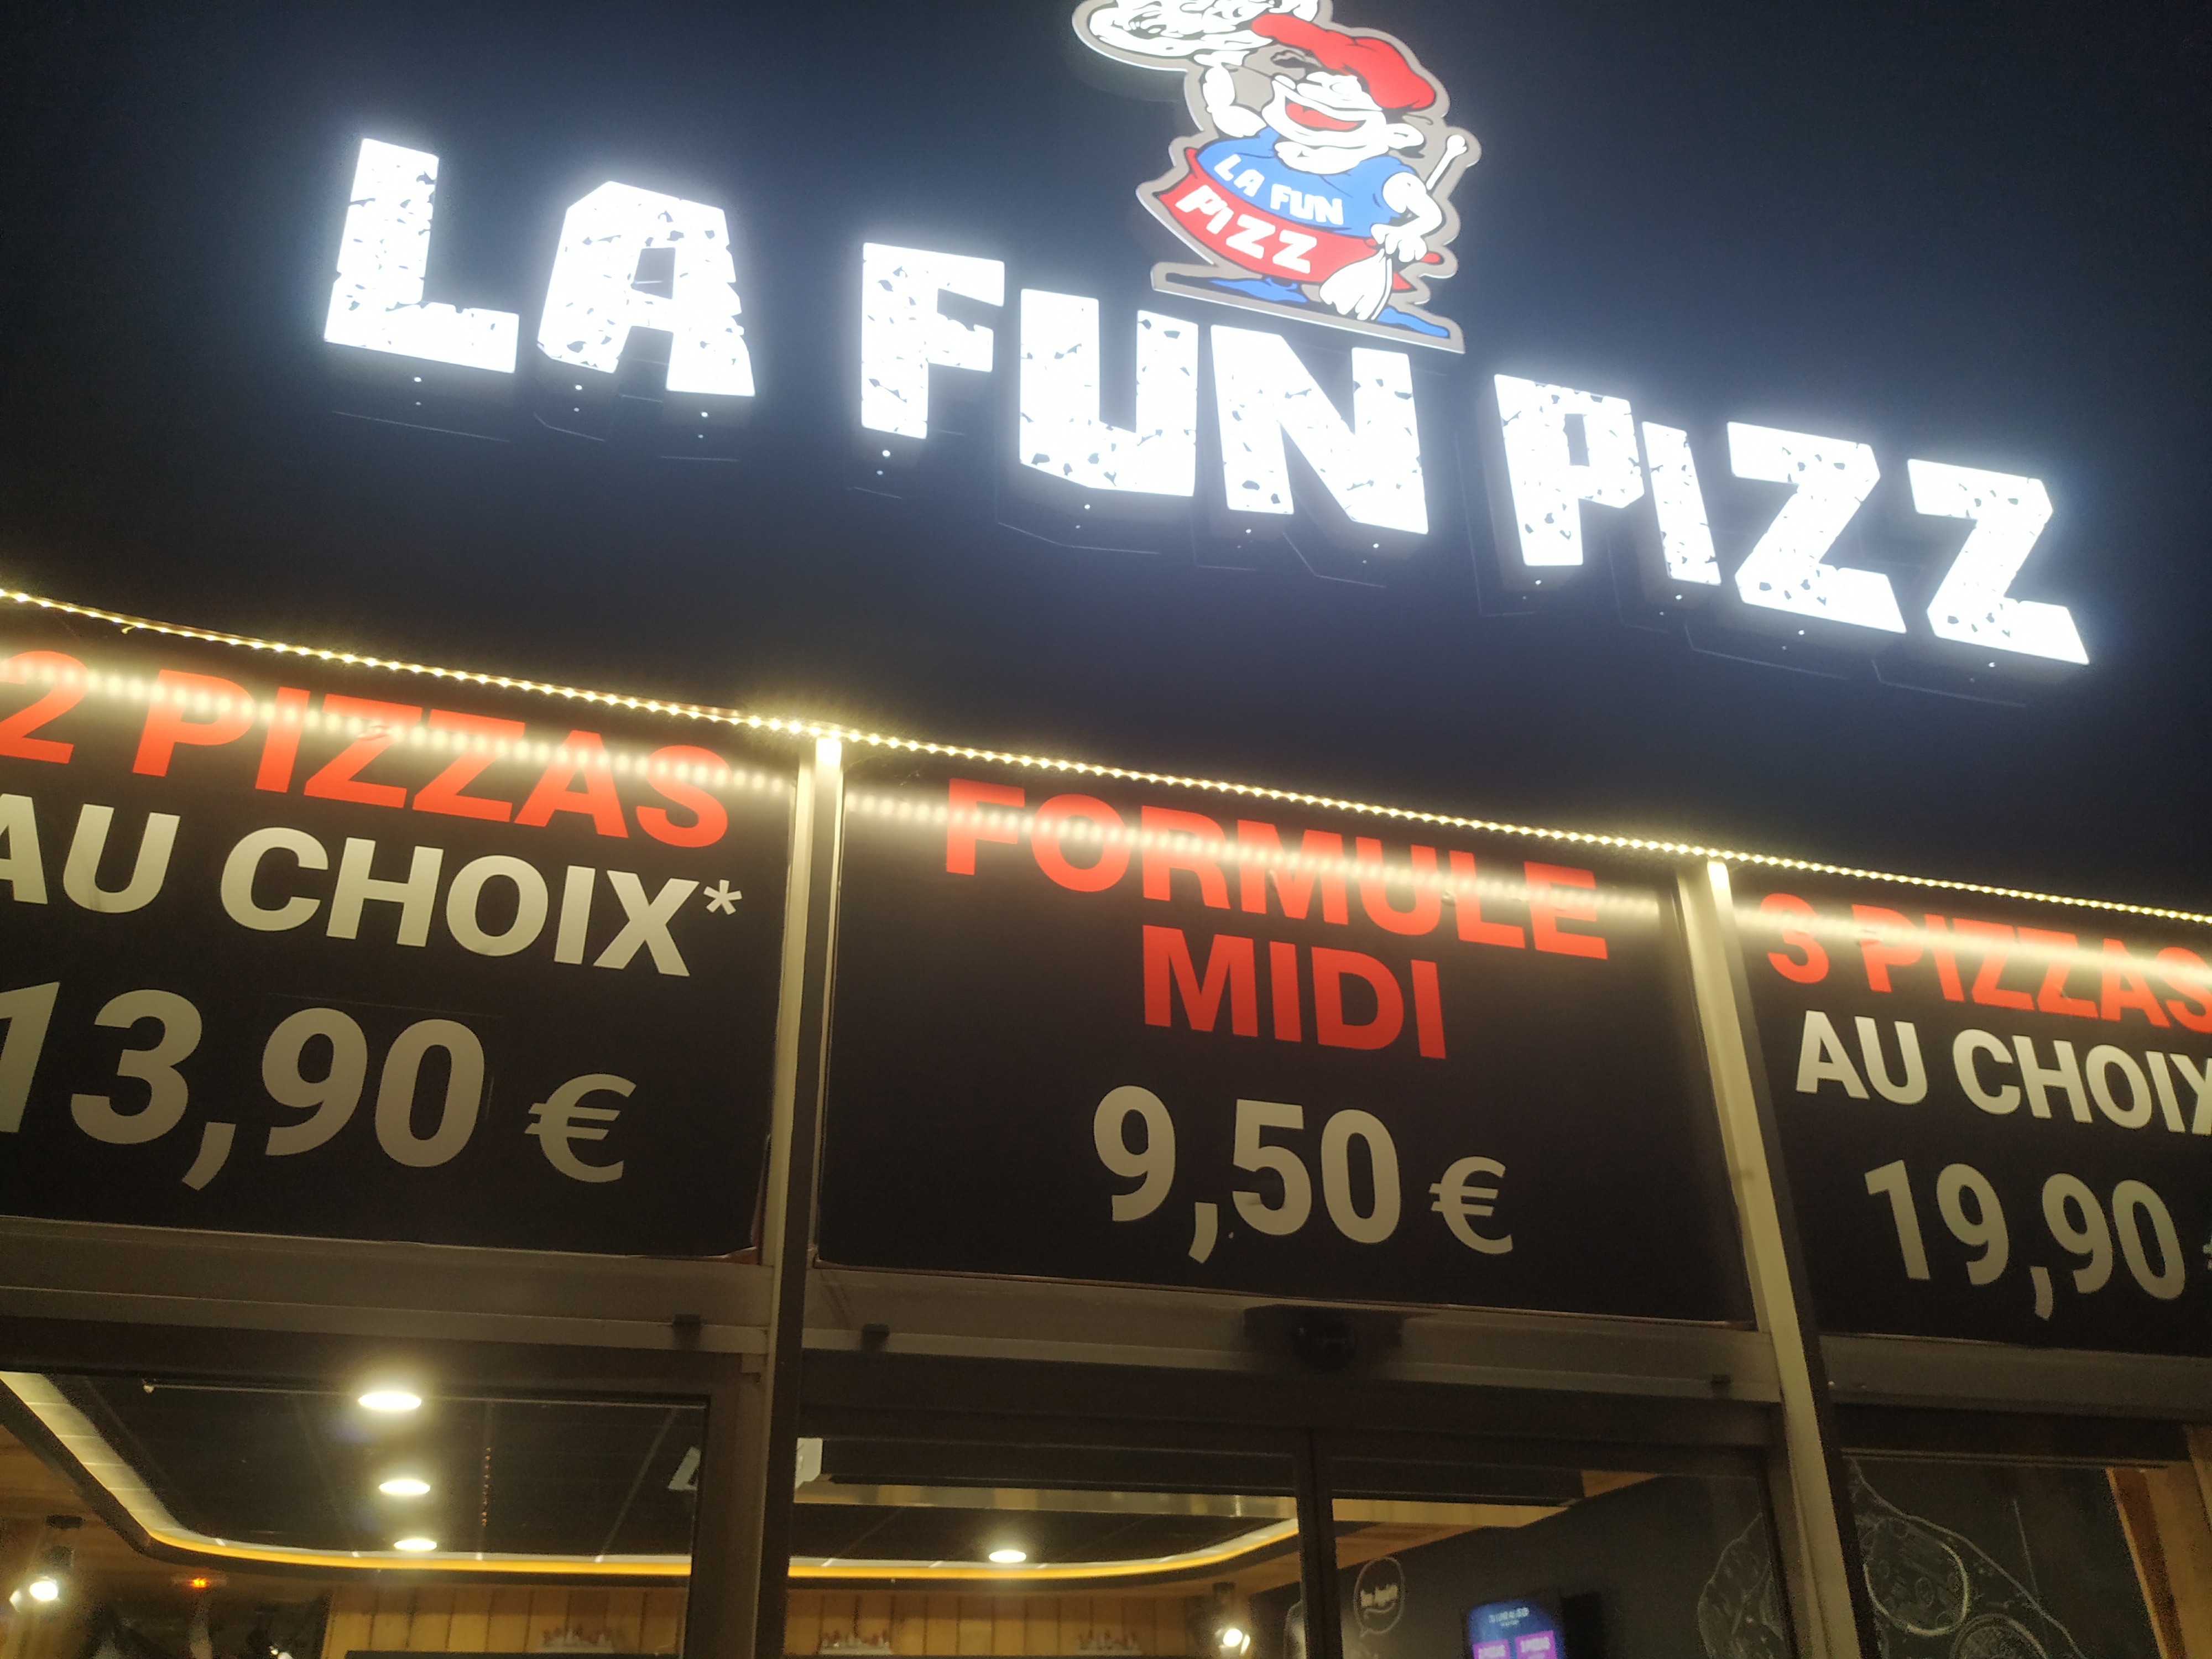 LA FUN
PIZZ
LA FUN PIZZ
2 PIZZAS
AU CHOIX*
13,90 €
FORMULE
MIDI
9,50 €
3 PIZZAS
AU CHOIX
19,90 €